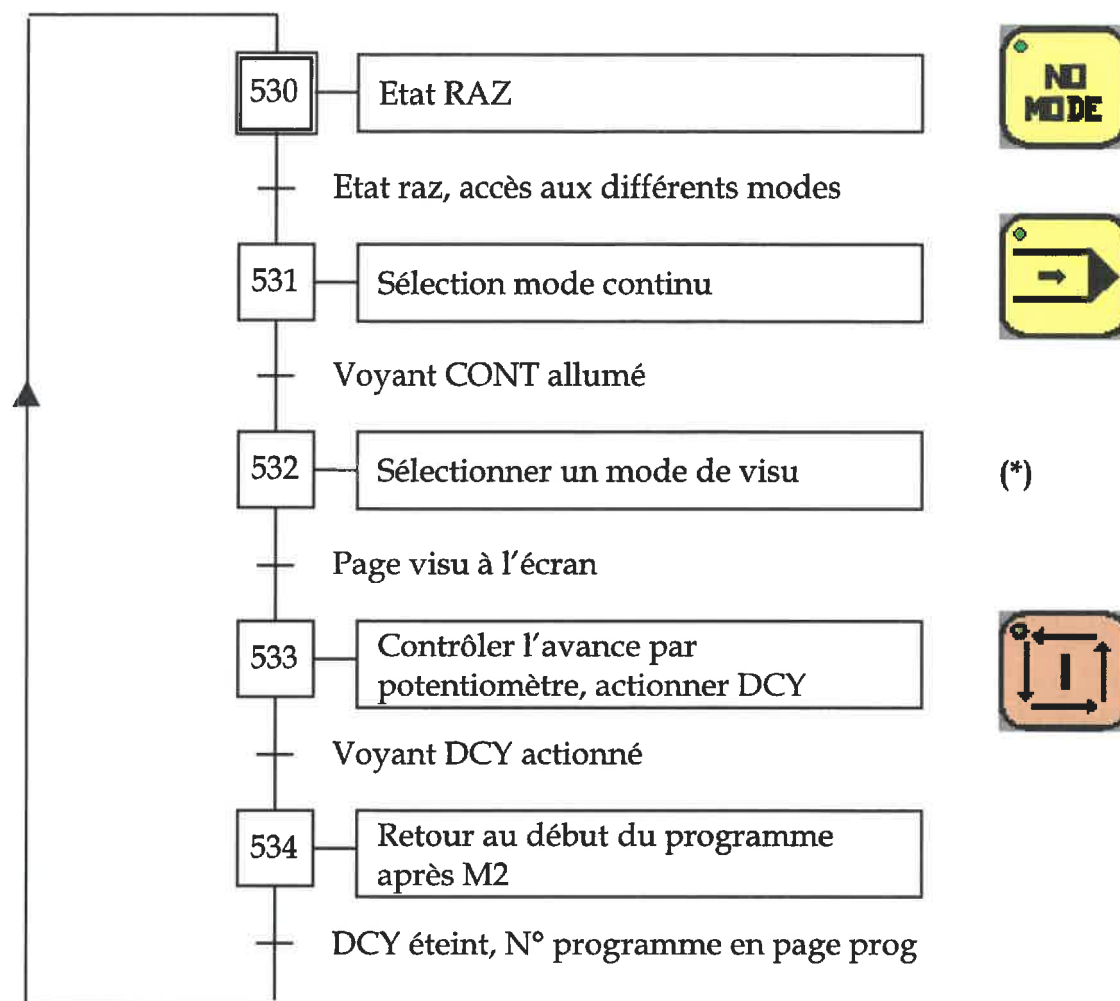 530
Etat RAZ
NO
MODE
Etat raz, accès aux différents modes
531
Sélection mode continu
Voyant CONT allumé
532
Sélectionner un mode de visu
(*)
Page visu à l'écran
533
Contrôler l'avance par
potentiomètre, actionner DCY
Voyant DCY actionné
534
Retour au début du programme
après M2
DCY éteint, N° programme en page prog